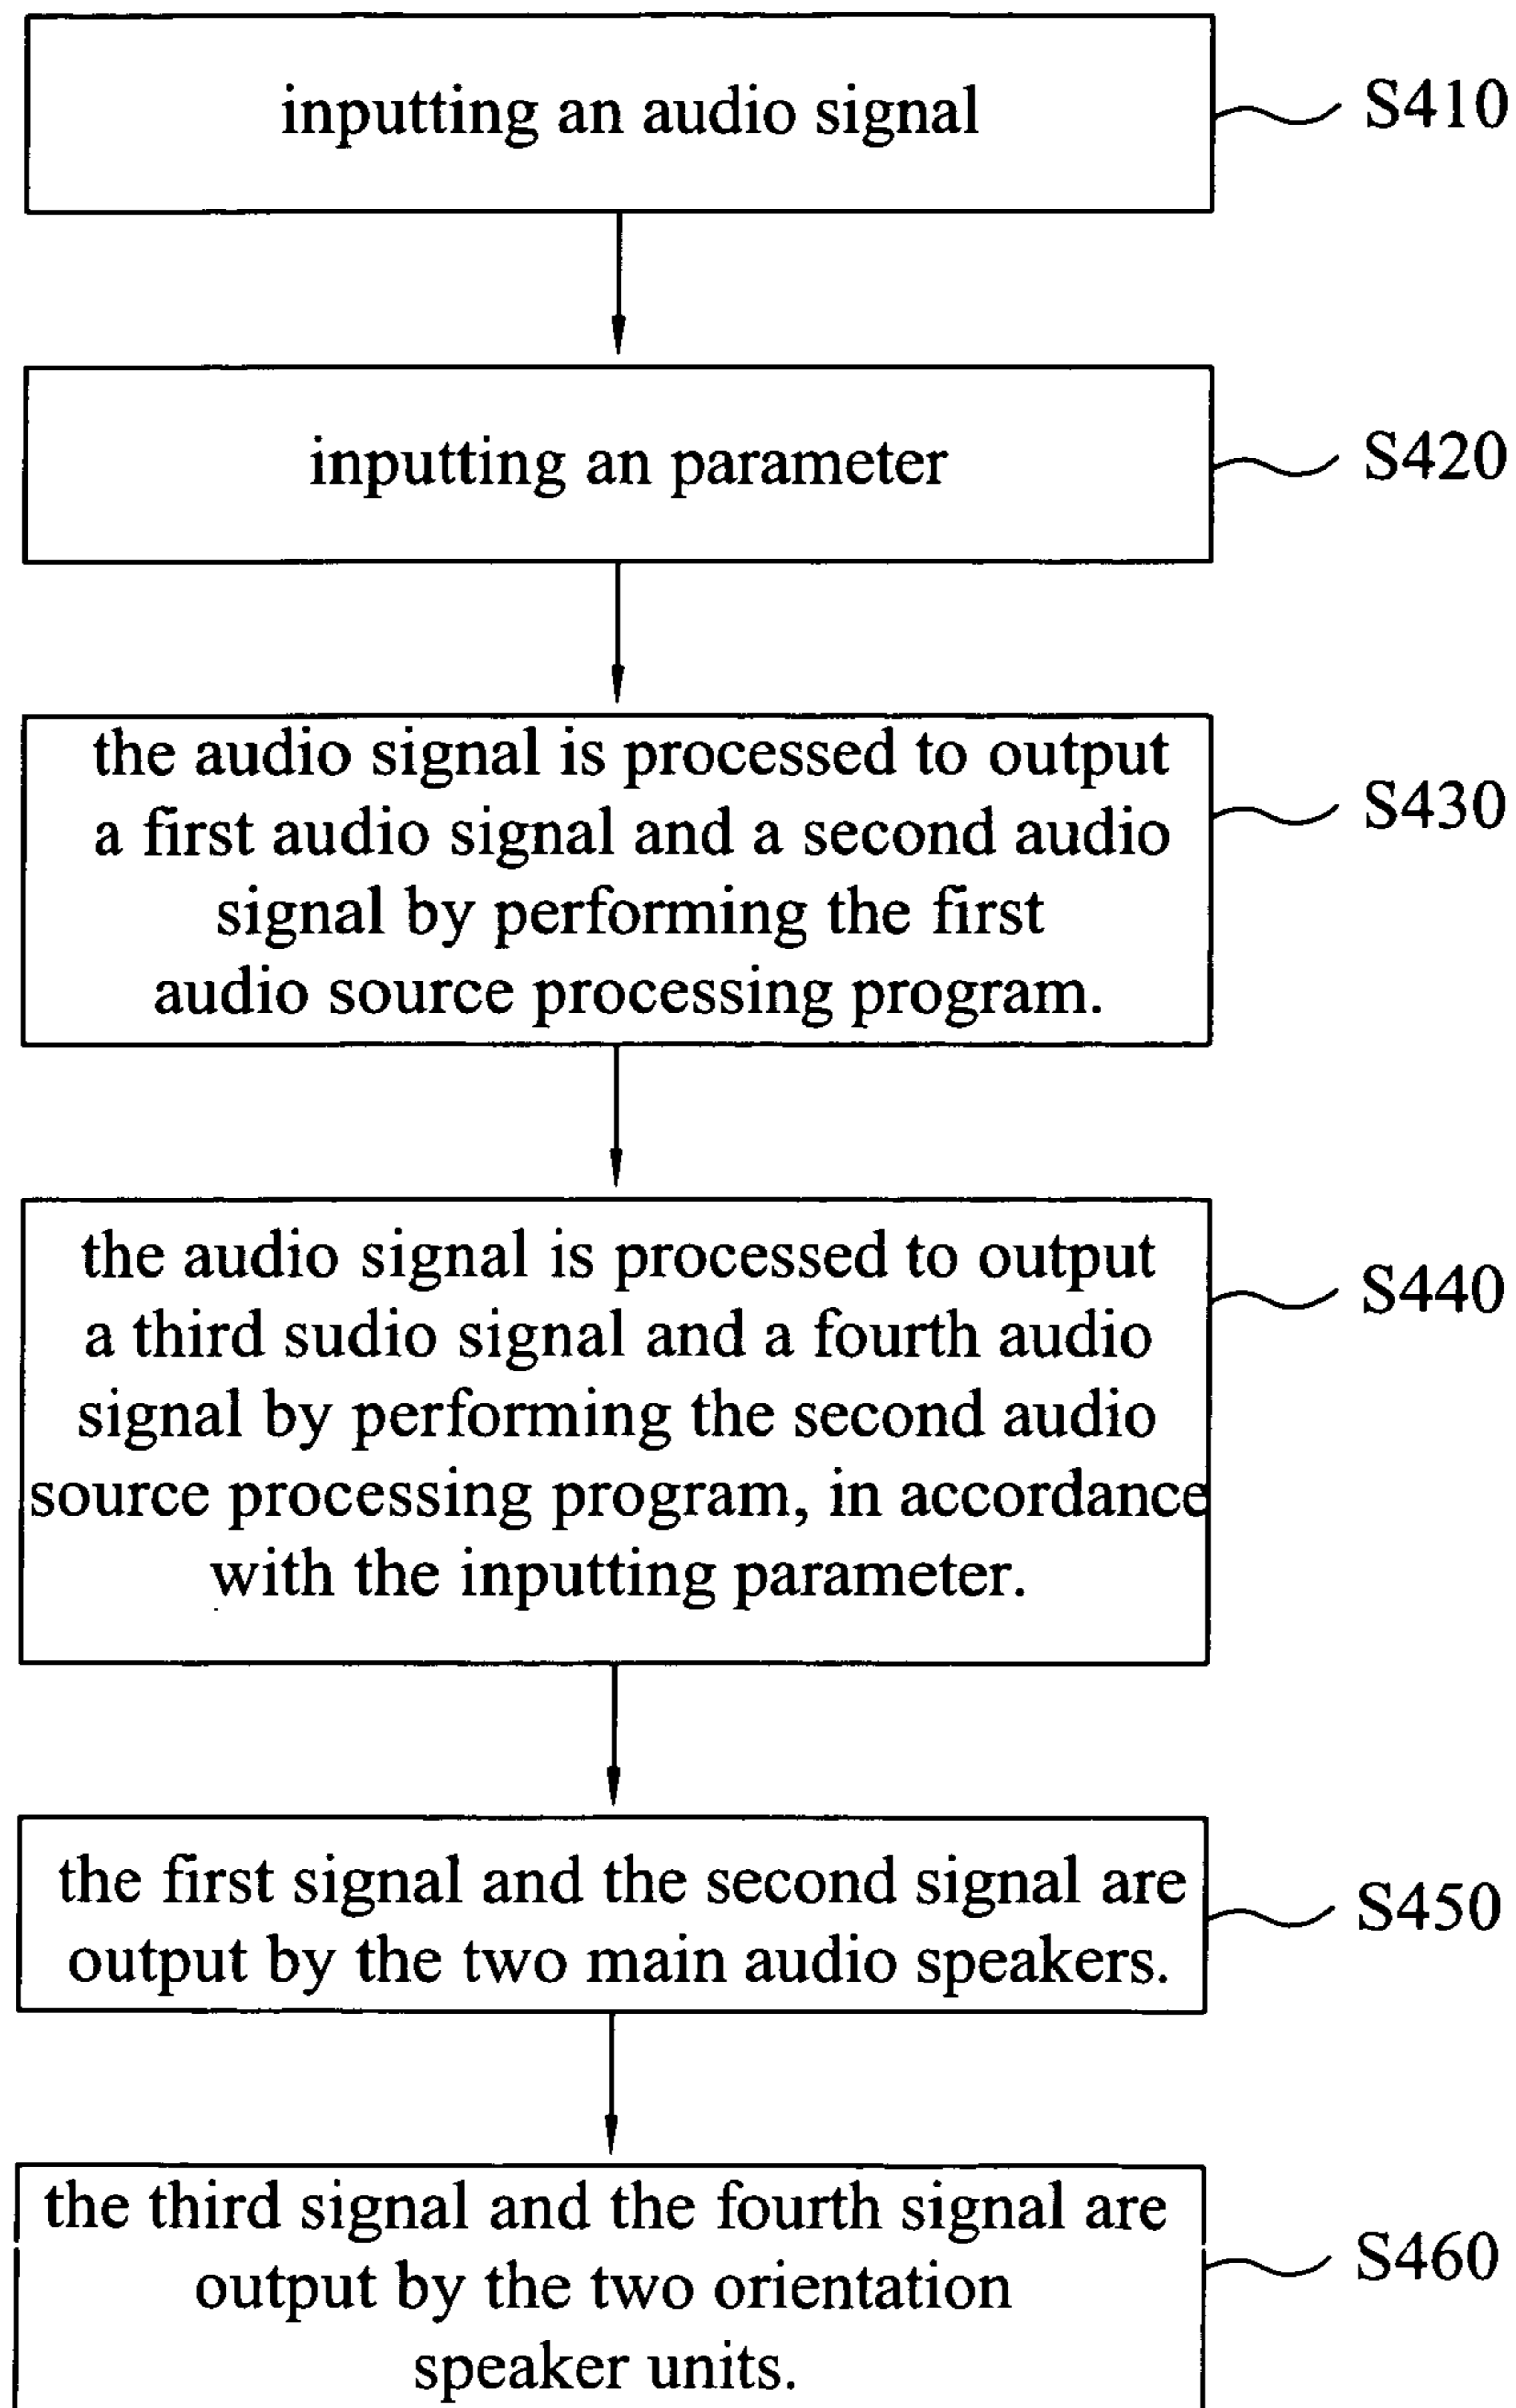 inputting an audio signal
S410
inputting an parameter
S420
the audio signal is processed to output
a first audio signal and a second audio
signal by performing the first
audio source processing program.
S430
the audio signal is processed to output
a third sudio signal and a fourth audio
signal by performing the second audio
source processing program, in accordance
with the inputting parameter.
S440
the first signal and the second signal are
output by the two main audio speakers.
S450
the third signal and the fourth signal are
output by the two orientation
speaker units.
S460